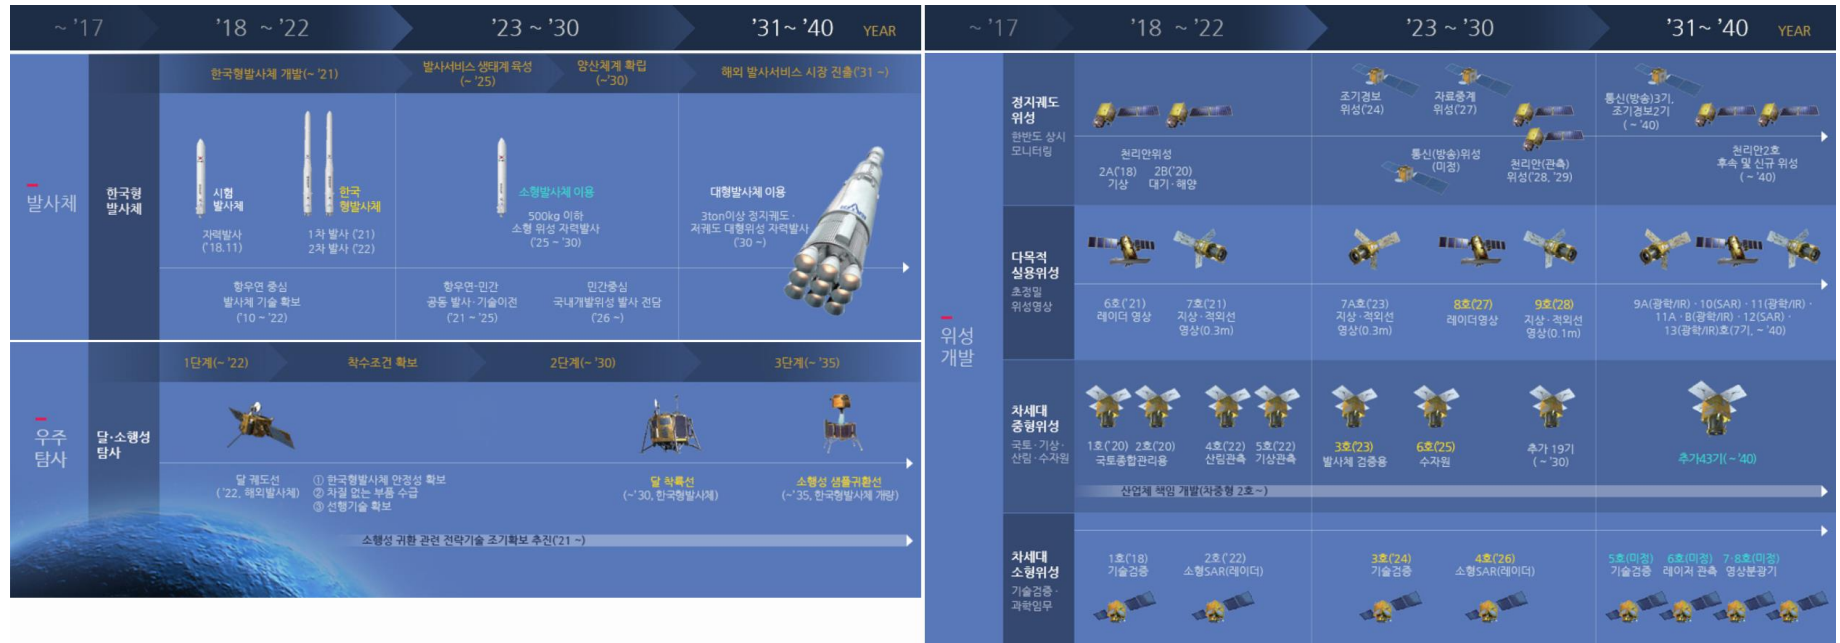 ~ '17
'18 ~ '22
'23 ~ '30
'31~ '40
YEAR
발사체
한국형
발사체
한국형발사체 개발(~ '21)
발사서비스 생태계 육성
(~ '25)
양산체계 확립
(~'30)
해외 발사서비스 시장 진출('31 ~)
시험
발사체
자력발사
('18.11)
한국
형발사체
1차 발사 ('21)
2차 발사 ('22)
소형발사체 이용
500kg 이하
소형 위성 자력발사
('25 ~ '30)
대형발사체 이용
3ton이상 정지궤도 ·
저궤도 대형위성 자력발사
('30 ~)
항우연 중심
발사체 기술 확보
('10 ~ '22)
항우연-민간
공동 발사 · 기술이전
('21 ~ '25)
민간중심
국내개발위성 발사 전담
('26 ~)
우주
탐사
달·소행성
탐사
1단계(~ '22)
착수조건 확보
2단계(~ '30)
3단계(~ '35)
달 궤도선
( '22, 해외발사체)
① 한국형발사체 안정성 확보
② 차질 없는 부품 수급
③ 선행기술 확보
달 착륙선
(~'30, 한국형발사체)
소행성 샘플귀환선
(~'35, 한국형발사체 개량)
소행성 귀환 관련 전략기술 조기확보 추진('21 ~)
~ '17
'18 ~ '22
'23 ~ '30
'31~ '40
YEAR
위성
개발
정지궤도
위성
한반도 상시
모니터링
천리안위성
2A('18)
기상
2B('20)
대기 · 해양
조기경보
위성('24)
자료중계
위성('27)
통신(방송)위성
(미정)
천리안(관측)
위성('28, '29)
통신(방송)3기,
조기경보2기
( ~ '40)
천리안2호
후속 및 신규 위성
( ~ '40)
다목적
실용위성
초정밀
위성영상
6호('21)
레이더 영상
7호('21)
지상 · 적외선
영상(0.3m)
7A호('23)
지상 · 적외선
영상(0.3m)
8호('27)
레이더영상
9호('28)
지상 · 적외선
영상(0.1m)
9A(광학/IR) · 10(SAR) · 11(광학/IR) ·
11A · B(광학/IR) · 12(SAR) ·
13(광학/IR)호(7기, ~ '40)
차세대
중형위성
국토 · 기상 ·
산림 · 수자원
1호('20) 2호('20)
국토종합관리용
4호('22)
산림관측
5호('22)
기상관측
3호('23)
발사체 검증용
6호('25)
수자원
추가 19기
( ~ '30)
추가43기(~ '40)
산업체 책임 개발(차중형 2호~)
차세대
소형위성
기술검증 ·
과학임무
1호('18)
기술검증
2호('22)
소형SAR(레이더)
3호('24)
기술검증
4호('26)
소형SAR(레이더)
5호(미정)
기술검증
6호(미정)
레이저 관측
7·8호(미정)
영상분광기